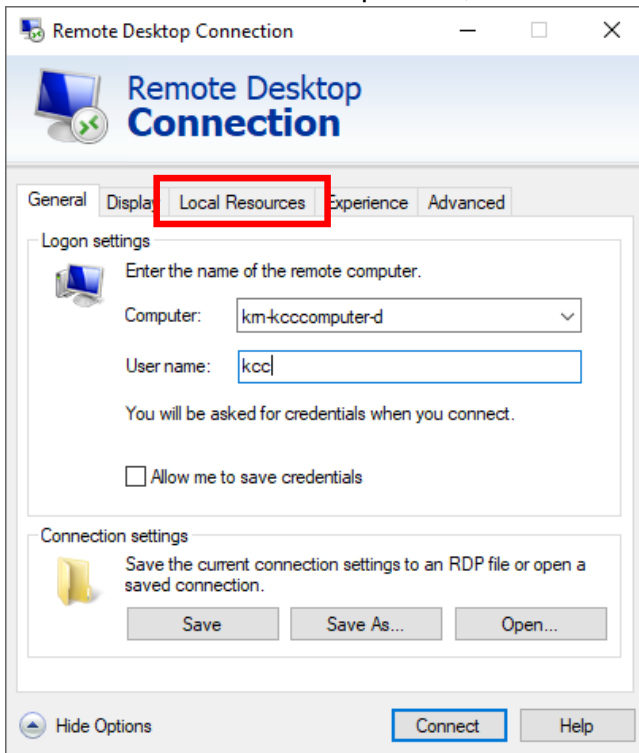 Remote Desktop Connection
Remote Desktop
Connection
General Display Local Resources Experience Advanced
Logon settings
Enter the name of the remote computer.
Computer: km-kcccomputer-d
User name: kcc
You will be asked for credentials when you connect.
Allow me to save credentials
Connection settings
Save the current connection settings to an RDP file or open a
saved connection.
Save Save As... Open...
Hide Options Connect Help